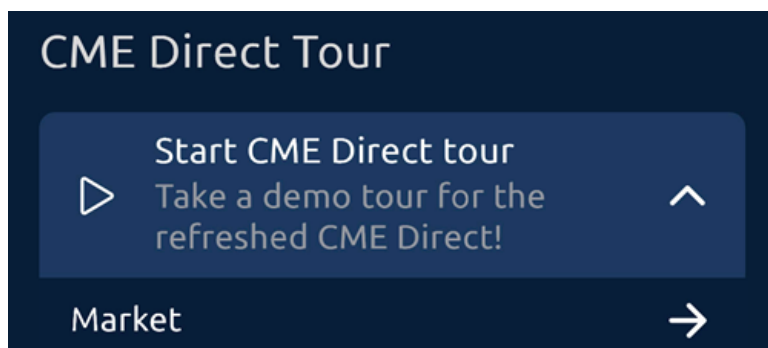 CME Direct Tour
Start CME Direct tour
Take a demo tour for the
refreshed CME Direct!
Market